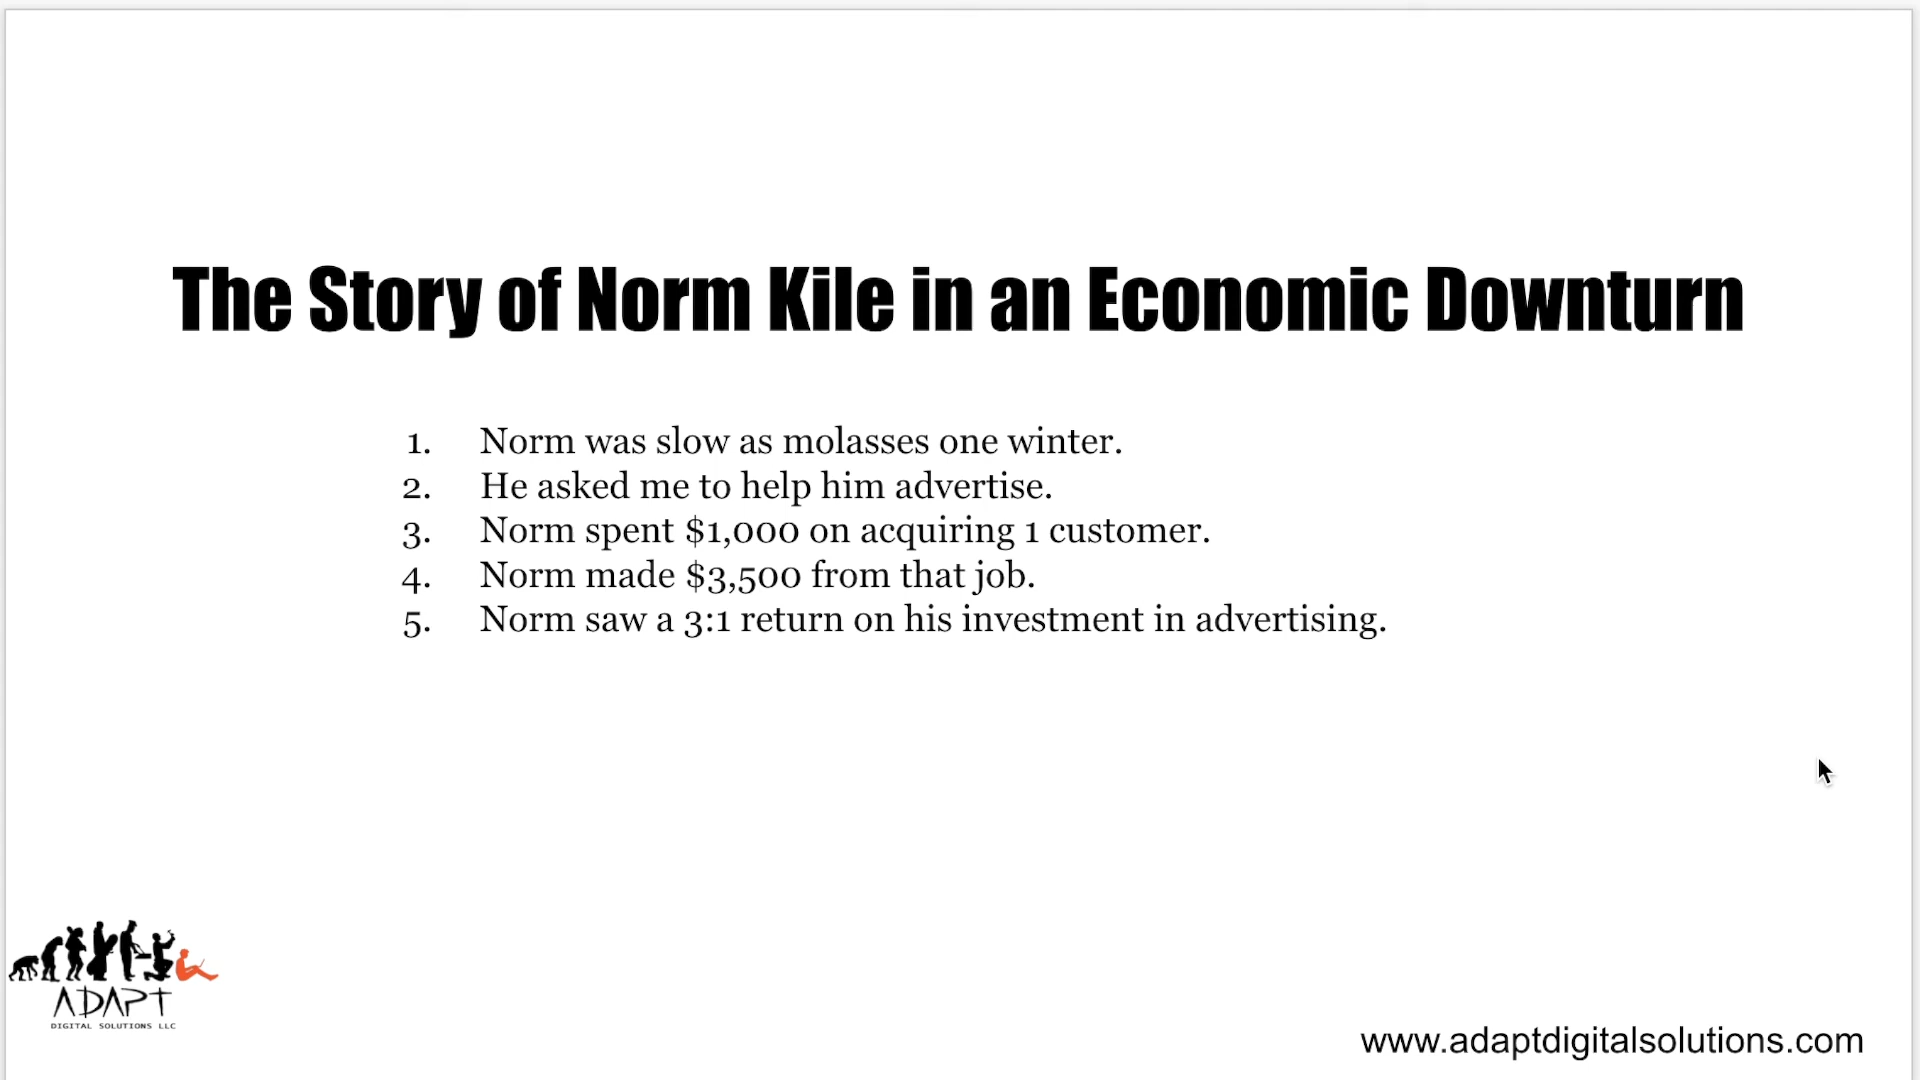 The Story of Norm Kile in an Economic Downturn
1. Norm was slow as molasses one winter.
2. He asked me to help him advertise.
3. Norm spent $1,000 on acquiring 1 customer.
4. Norm made $3,500 from that job.
5. Norm saw a 3:1 return on his investment in advertising.
ADAPT
DIGITAL SOLUTIONS LLC
www.adaptdigitalsolutions.com